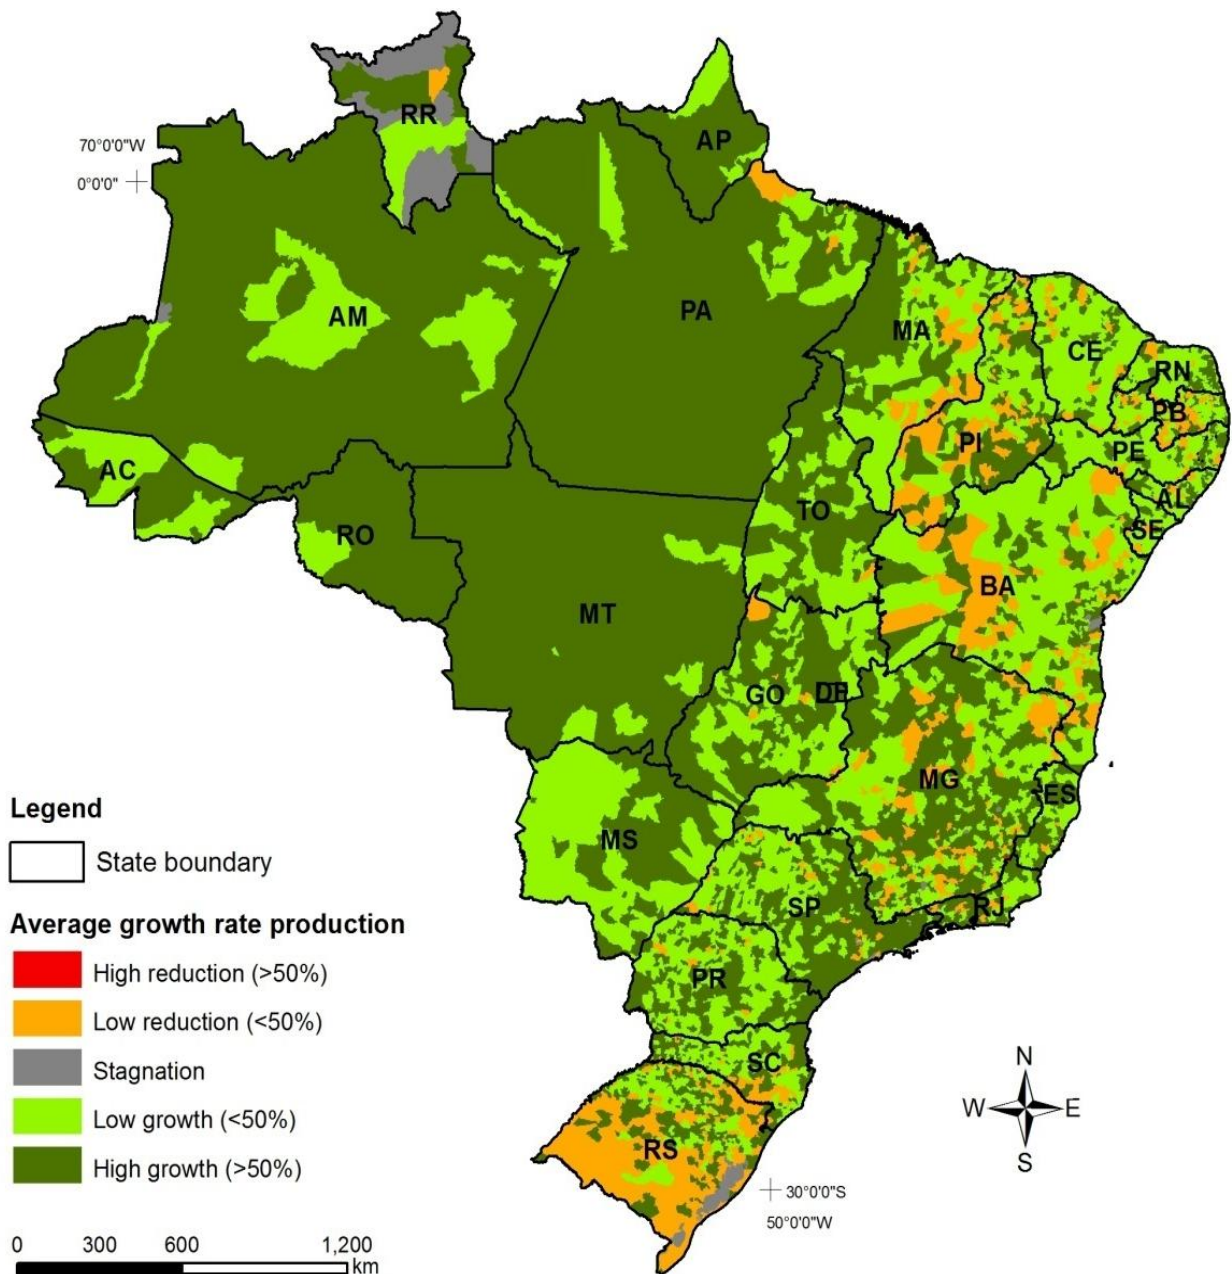 RR
AP
70°0'0"W
0°0'0"
AM
PA
MA
CE
RN
PB
PI
PE
AC
AL
TO
SE
RO
BA
MT
GO
DF
MG
ES
MS
SP
RJ
PR
SC
RS
Legend
State boundary
Average growth rate production
High reduction (>50%)
Low reduction (<50%)
Stagnation
Low growth (<50%)
High growth (>50%)
N
W E
S
30°0'0"S
50°0'0"W
0 300 600 1,200
km